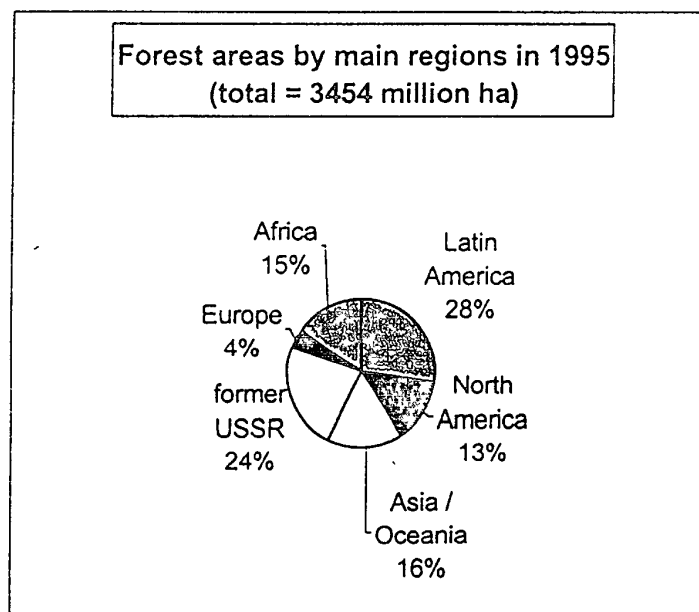 Forest areas by main regions in 1995
(total = 3454 million ha)
Africa
15%
Latin
America
28%
Europe
4%
North
America
13%
former
USSR
24%
Asia /
Oceania
16%